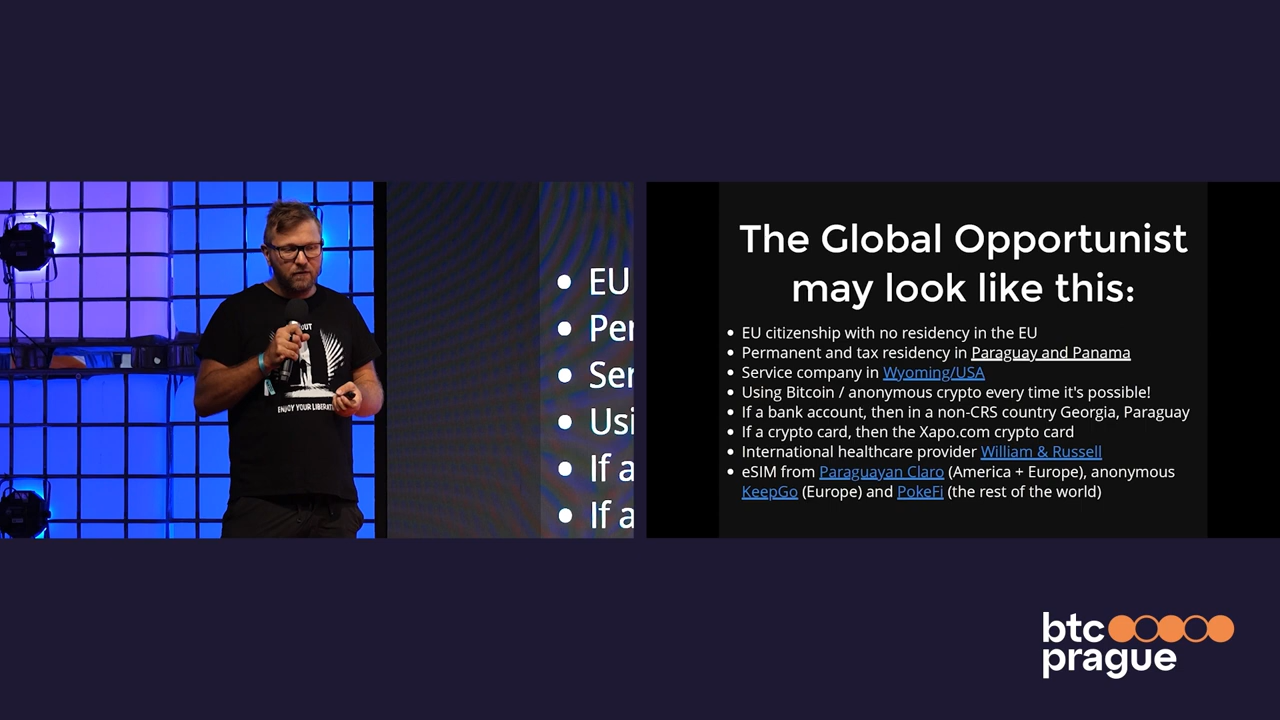 OUT
ENJOY YOUR LIBERAT
EU
Per
Ser
Usi
If a
If a
The Global Opportunist
may look like this:
EU citizenship with no residency in the EU
Permanent and tax residency in Paraguay and Panama
Service company in Wyoming/USA
Using Bitcoin / anonymous crypto every time it's possible!
If a bank account, then in a non-CRS country Georgia, Paraguay
If a crypto card, then the Xapo.com crypto card
International healthcare provider William & Russell
eSIM from Paraguayan Claro (America + Europe), anonymous
KeepGo (Europe) and PokeFi (the rest of the world)
btc
prague